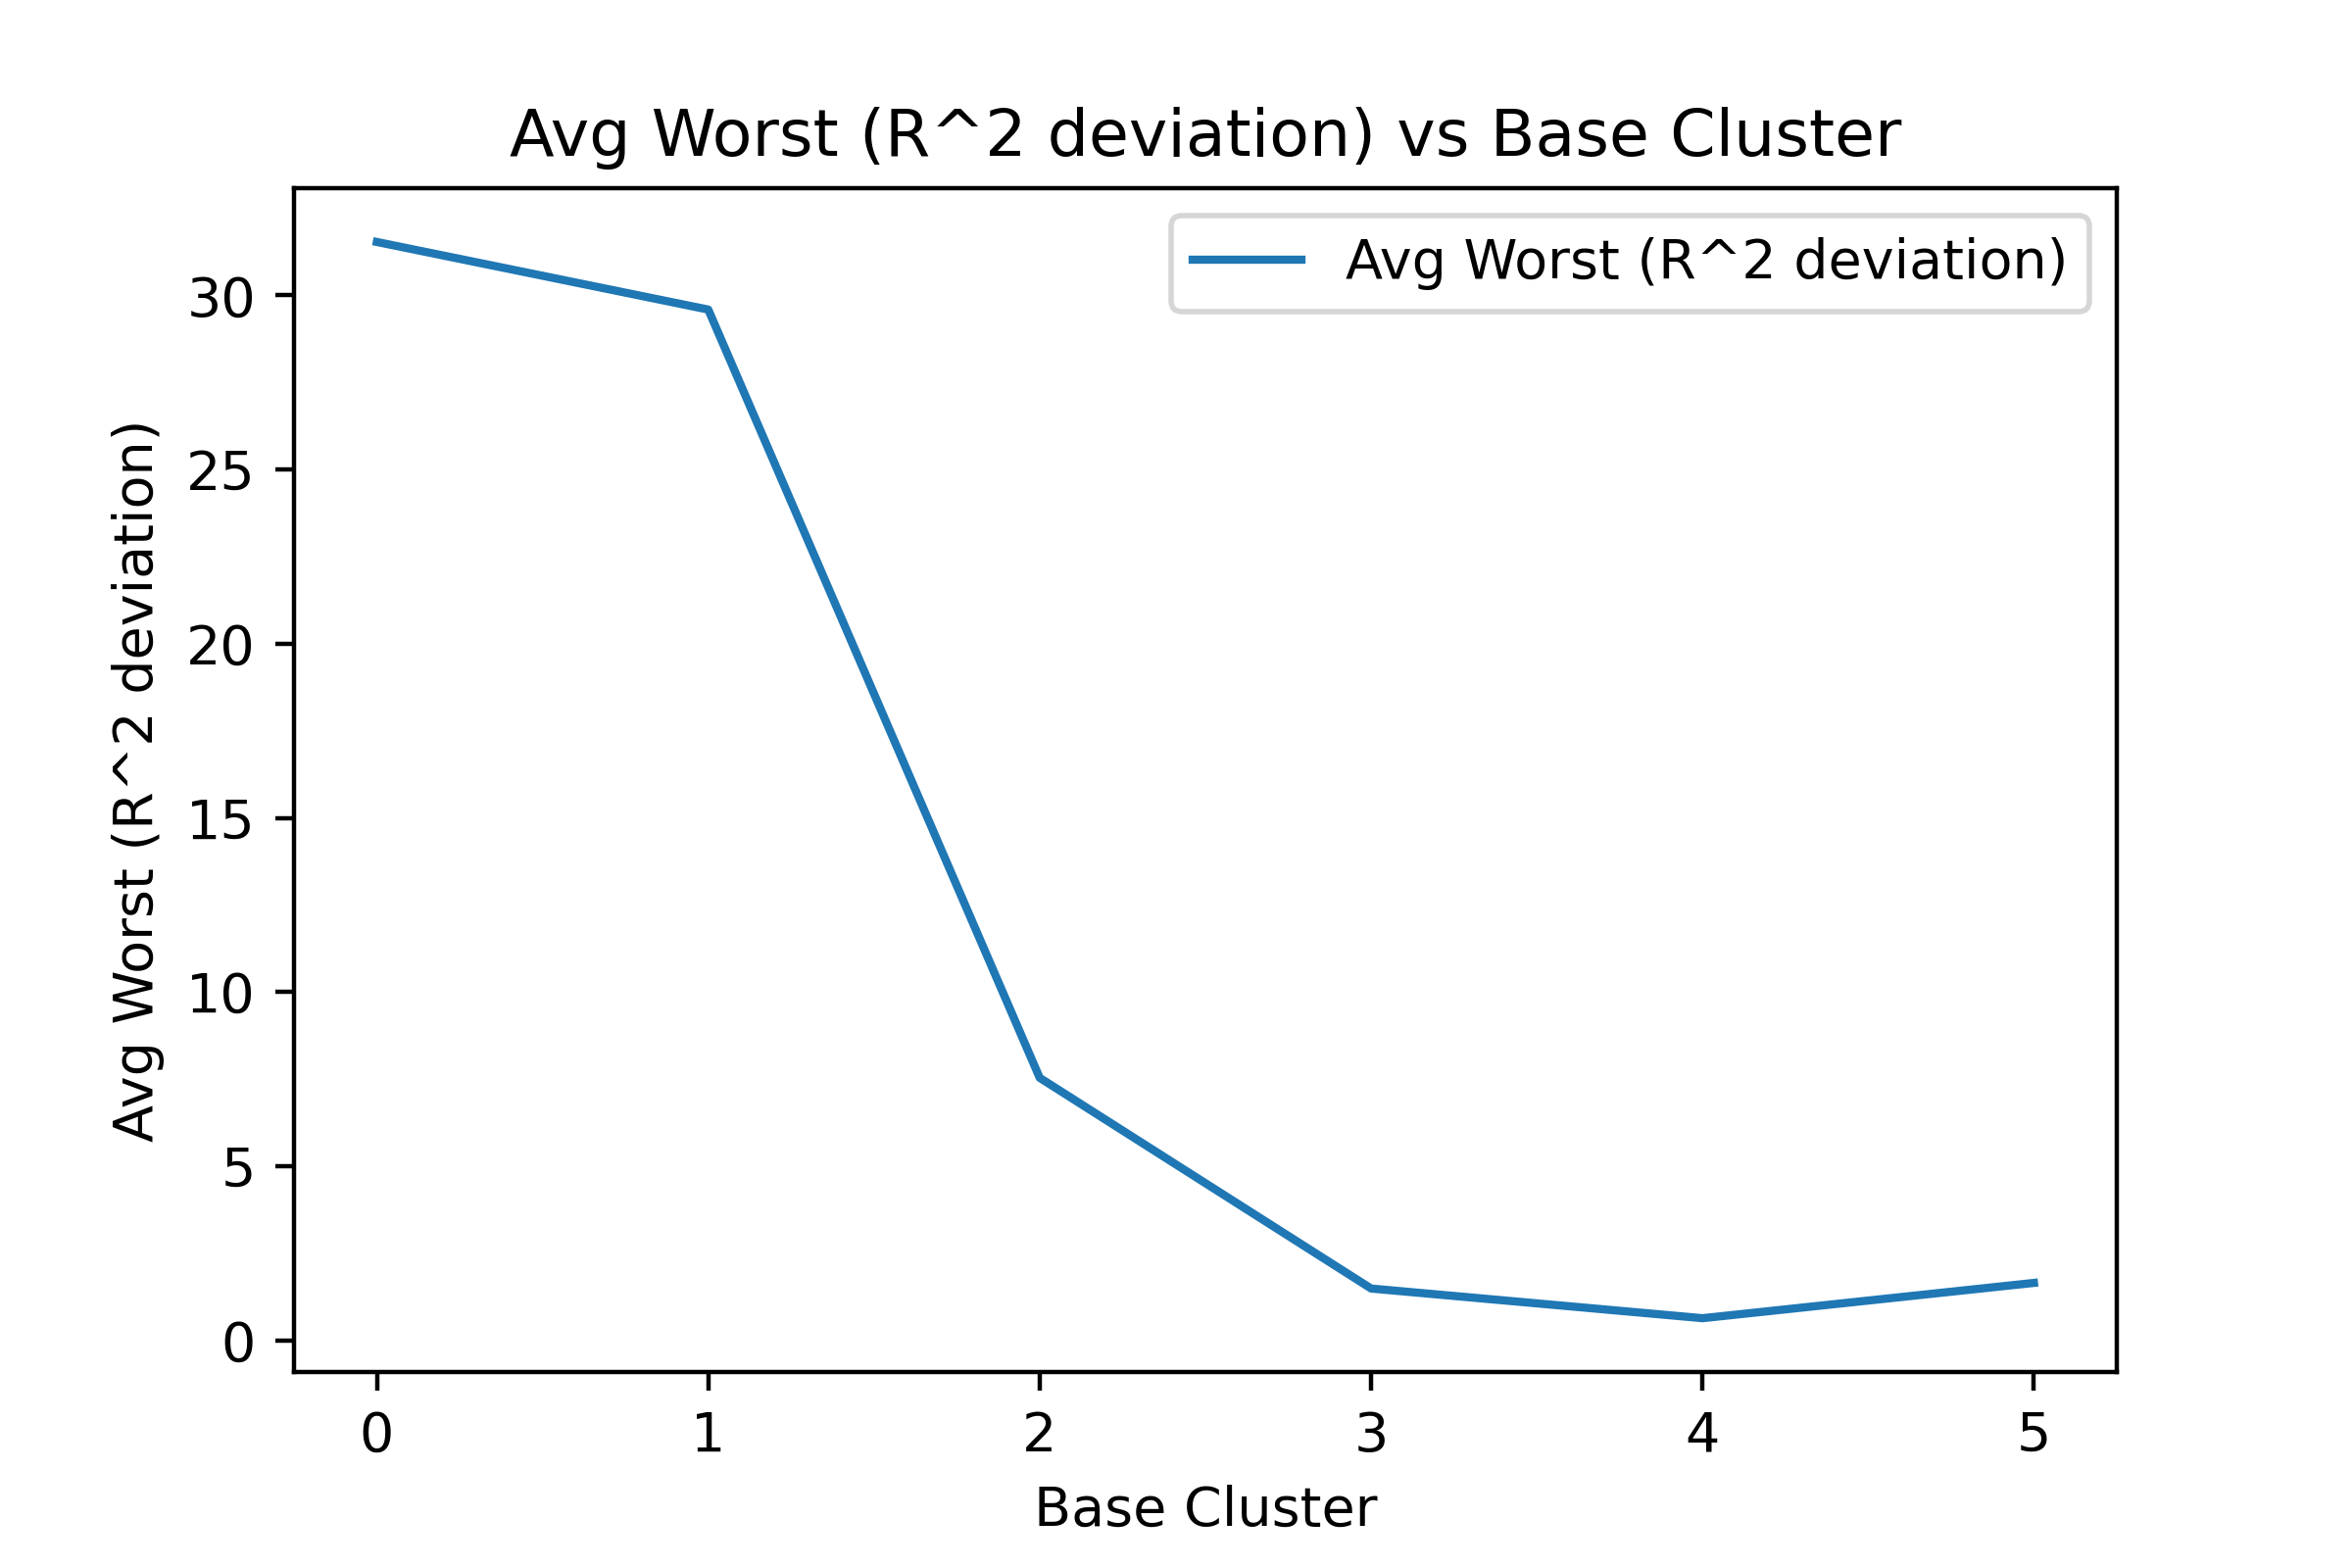 Avg Worst (R^2 deviation) vs Base Cluster
Avg Worst (R^2 deviation)
Avg Worst (R^2 deviation)
30
25
20
15
10
5
0
0 1 2 3 4 5
Base Cluster